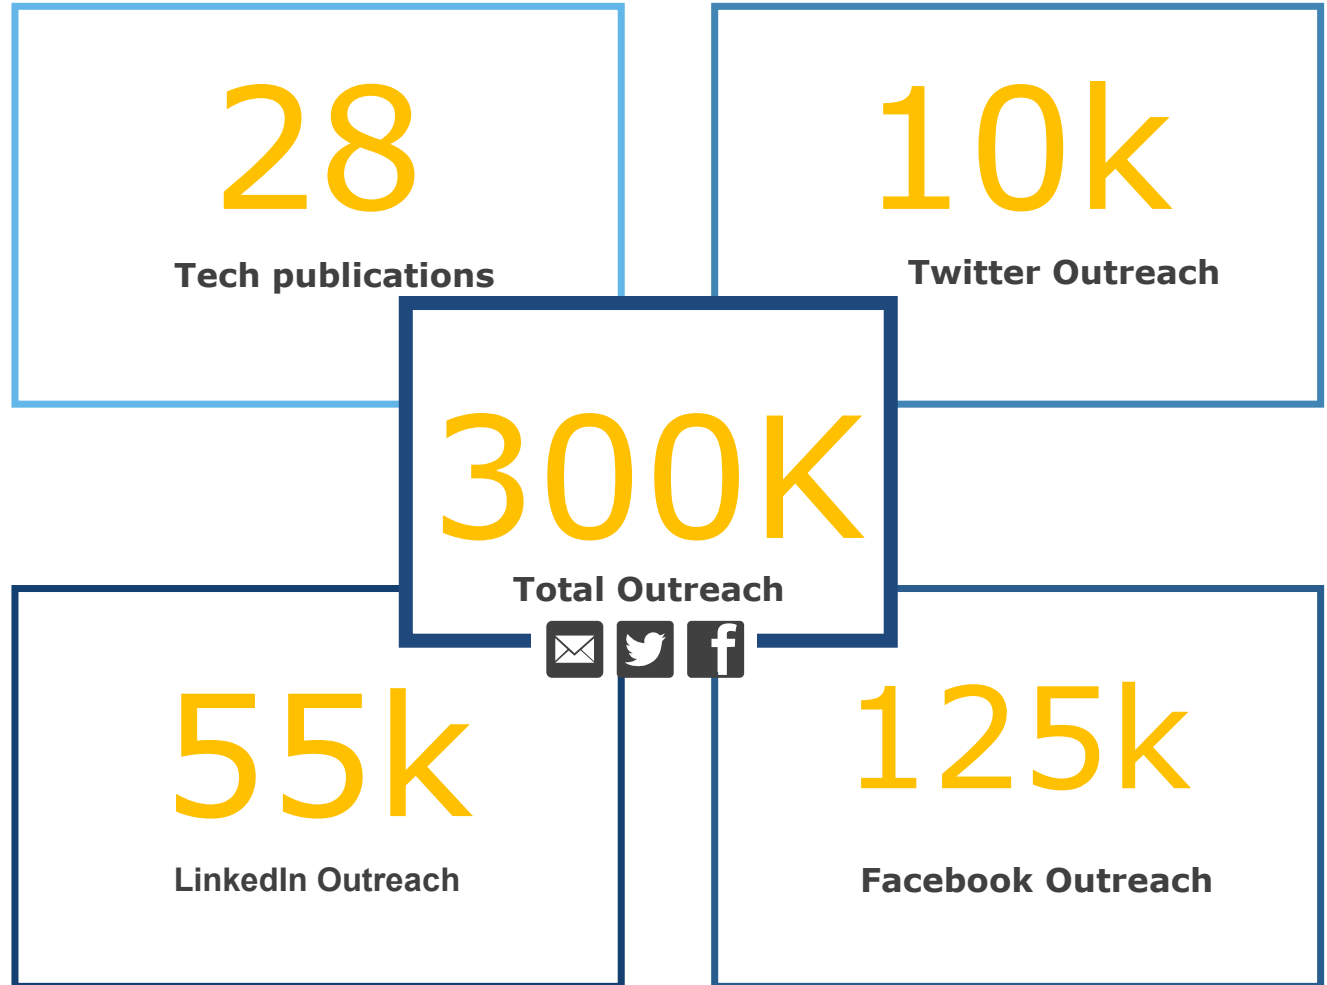 28
Tech publications
10k
Twitter Outreach
300K
Total Outreach
55k
LinkedIn Outreach
125k
Facebook Outreach